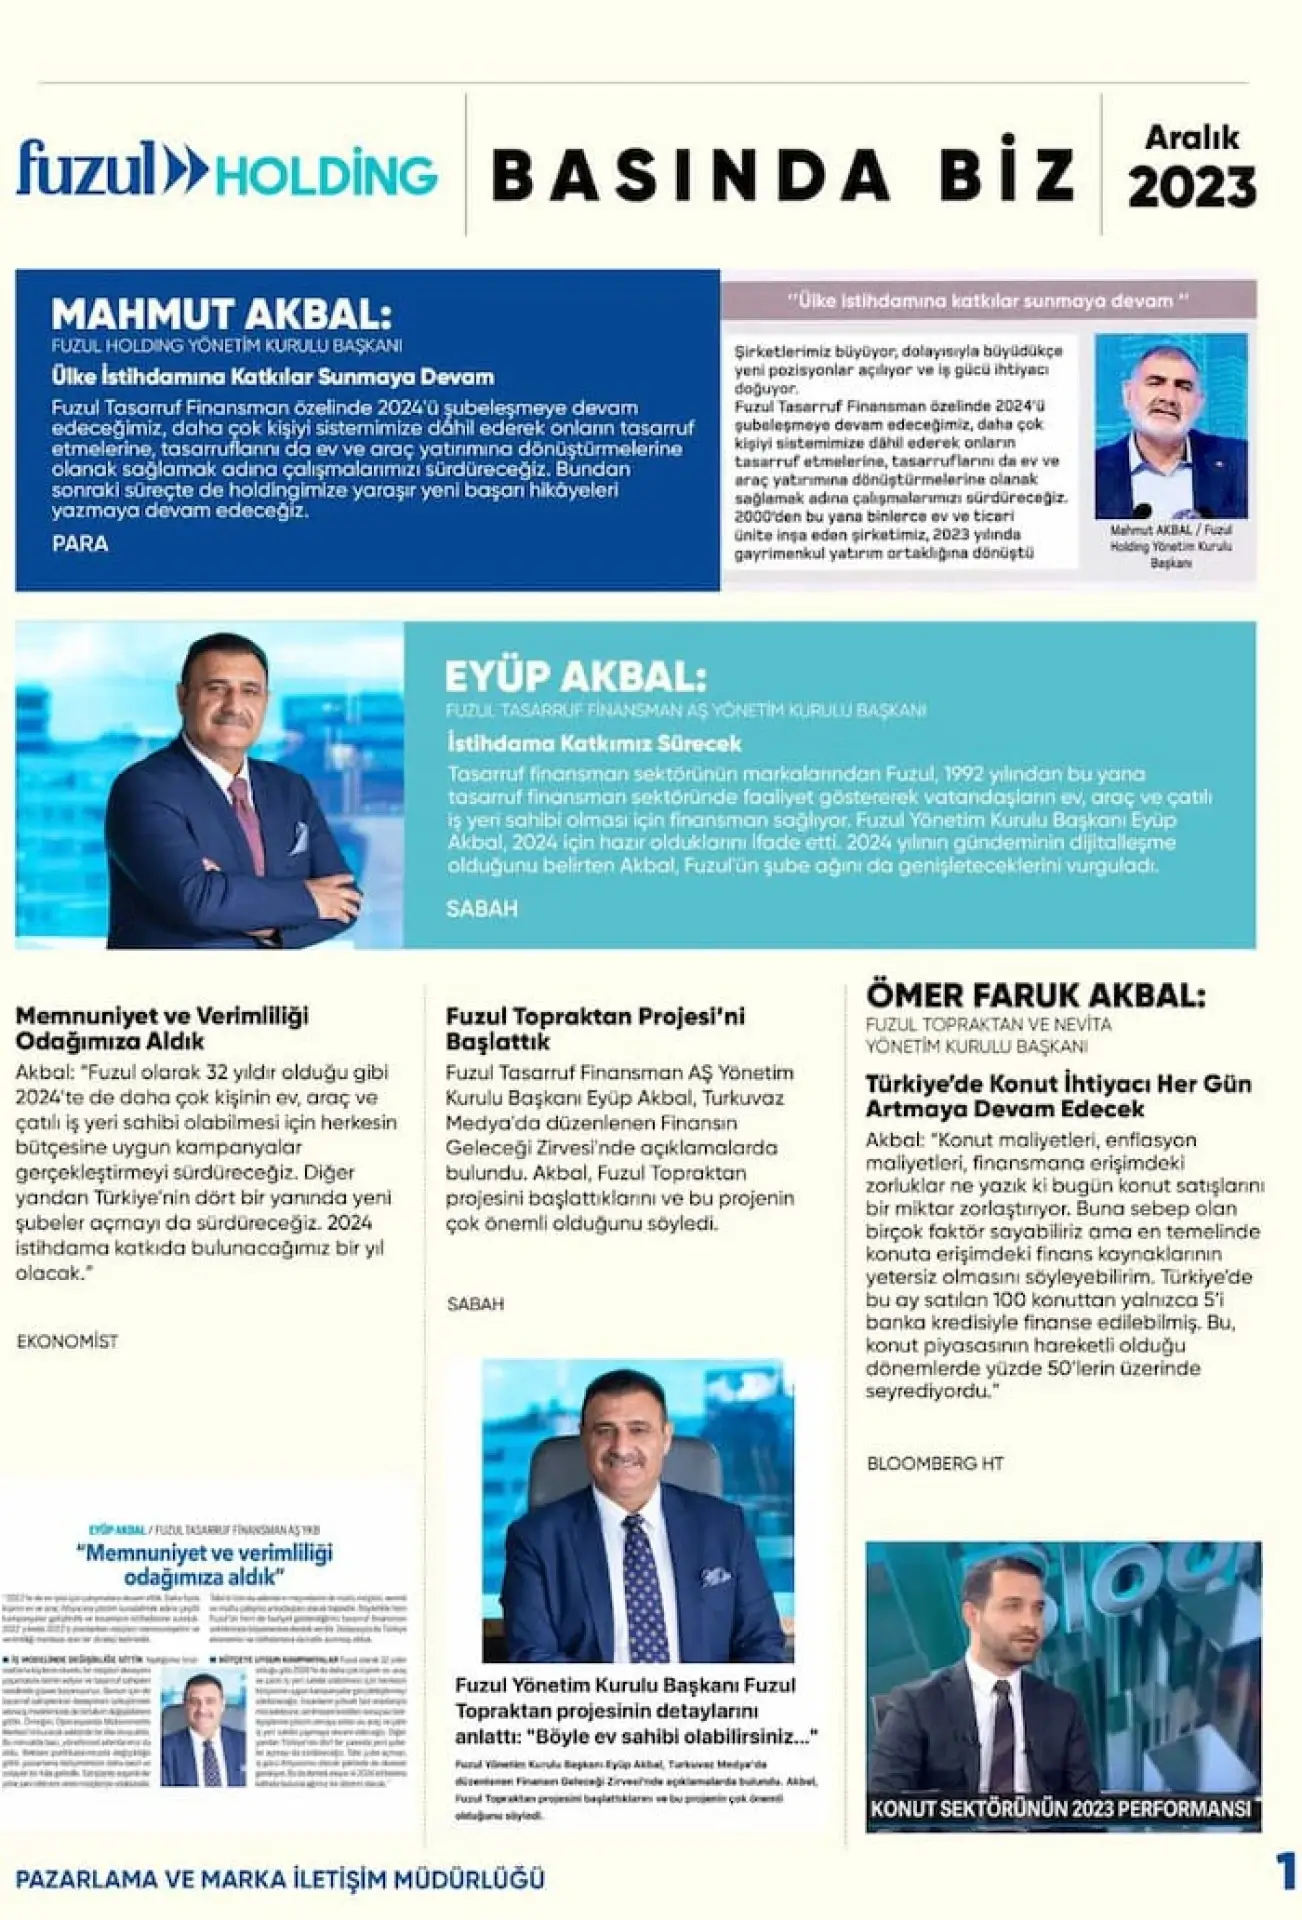 fuzul HOLDİNG
BASINDA BİZ
Aralık
2023
MAHMUT AKBAL:
FUZUL HOLDİNG YÖNETİM KURULU BAŞKANI
Ülke İstihdamına Katkılar Sunmaya Devam
Fuzul Tasarruf Finansman özelinde 2024'ü şubeleşmeye devam
edeceğimiz, daha çok kişiyi sistemimize dâhil ederek onların tasarruf
etmelerine, tasarruflarını da ev ve araç yatırımına dönüştürmelerine
olanak sağlamak adına çalışmalarımızı sürdüreceğiz. Bundan
sonraki süreçte de holdingimize yaraşır yeni başarı hikâyeleri
yazmaya devam edeceğiz.
PARA
"Ülke istihdamına katkılar sunmaya devam "
Şirketlerimiz büyüyor, dolayısıyla büyüdükçe
yeni pozisyonlar açılıyor ve iş gücü ihtiyacı
doğuyor.
Fuzul Tasarruf Finansman özelinde 2024'ü
şubeleşmeye devam edeceğimiz, daha çok
kişiyi sistemimize dâhil ederek onların
tasarruf etmelerine, tasarruflarını da ev ve
araç yatırımına dönüştürmelerine olanak
sağlamak adına çalışmalarımızı sürdüreceğiz.
2000'den bu yana binlerce ev ve ticari
ünite inşa eden şirketimiz, 2023 yılında
gayrimenkul yatırım ortaklığına dönüştü
Mahmut AKBAL / Fuzul
Holding Yönetim Kurulu
Başkanı
EYÜP AKBAL:
FUZUL TASARRUF FİNANSMAN AŞ YÖNETİM KURULU BAŞKANI
İstihdama Katkımız Sürecek
Tasarruf finansman sektörünün markalarından Fuzul, 1992 yılından bu yana
tasarruf finansman sektöründe faaliyet göstererek vatandaşların ev, araç ve çatılı
iş yeri sahibi olması için finansman sağlıyor. Fuzul Yönetim Kurulu Başkanı Eyüp
Akbal, 2024 için hazır olduklarını ifade etti. 2024 yılının gündeminin dijitalleşme
olduğunu belirten Akbal, Fuzul'ün şube ağını da genişleteceklerini vurguladı.
SABAH
Memnuniyet ve Verimliliği
Odağımıza Aldık
Akbal: "Fuzul olarak 32 yıldır olduğu gibi
2024'te de daha çok kişinin ev, araç ve
çatılı iş yeri sahibi olabilmesi için herkesin
bütçesine uygun kampanyalar
gerçekleştirmeyi sürdüreceğiz. Diğer
yandan Türkiye'nin dört bir yanında yeni
şubeler açmayı da sürdüreceğiz. 2024
istihdama katkıda bulunacağımız bir yıl
olacak."
EKONOMİST
EYÜP AKBAL / FUZUL TASARRUF FİNANSMAN AŞ YKB
"Memnuniyet ve verimliliği
odağımıza aldık"
Fuzul Topraktan Projesi'ni
Başlattık
Fuzul Tasarruf Finansman AŞ Yönetim
Kurulu Başkanı Eyüp Akbal, Turkuvaz
Medya'da düzenlenen Finansın
Geleceği Zirvesi'nde açıklamalarda
bulundu. Akbal, Fuzul Topraktan
projesini başlattıklarını ve bu projenin
çok önemli olduğunu söyledi.
SABAH
Fuzul Yönetim Kurulu Başkanı Fuzul
Topraktan projesinin detaylarını
anlattı: "Böyle ev sahibi olabilirsiniz..."
Fuzul Yönetim Kurulu Başkanı Eyüp Akbal, Turkuvaz Medya'da
düzenlenen Finansın Geleceği Zirvesi'nde açıklamalarda bulundu. Akbal,
Fuzul Topraktan projesini başlattıklarını ve bu projenin çok önemli
olduğunu söyledi.
ÖMER FARUK AKBAL:
FUZUL TOPRAKTAN VE NEVİTA
YÖNETİM KURULU BAŞKANI
Türkiye'de Konut İhtiyacı Her Gün
Artmaya Devam Edecek
Akbal: "Konut maliyetleri, enflasyon
maliyetleri, finansmana erişimdeki
zorluklar ne yazık ki bugün konut satışlarını
bir miktar zorlaştırıyor. Buna sebep olan
birçok faktör sayabiliriz ama en temelinde
konuta erişimdeki finans kaynaklarının
yetersiz olmasını söyleyebilirim. Türkiye'de
bu ay satılan 100 konuttan yalnızca 5'i
banka kredisiyle finanse edilebilmiş. Bu,
konut piyasasının hareketli olduğu
dönemlerde yüzde 50'lerin üzerinde
seyrediyordu."
BLOOMBERG HT
Bloo
KONUT SEKTÖRÜNÜN 2023 PERFORMANSI
PAZARLAMA VE MARKA İLETİŞİM MÜDÜRLÜĞÜ
1